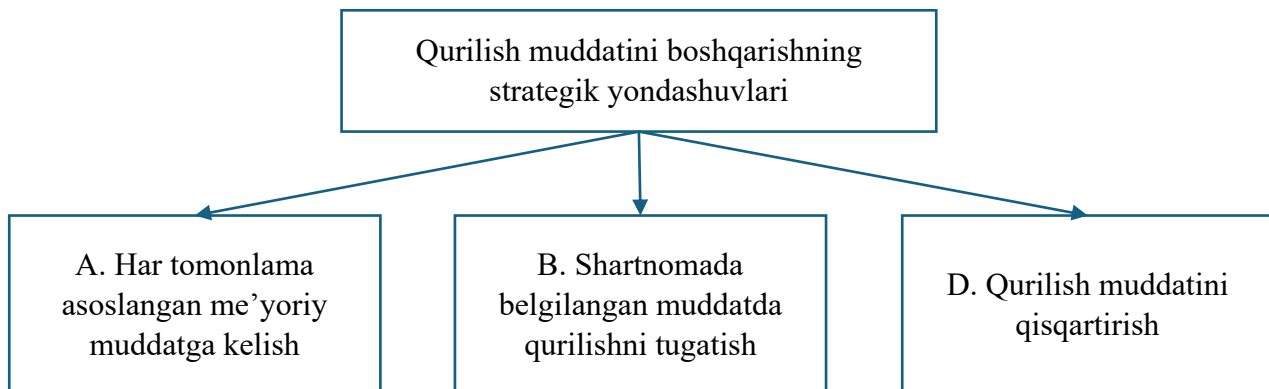 Qurilish muddatini boshqarishning
strategik yondashuvlari
A. Har tomonlama
asoslangan me’yoriy
muddatga kelish
B. Shartnomada
belgilangan muddatda
qurilishni tugatish
D. Qurilish muddatini
qisqartirish